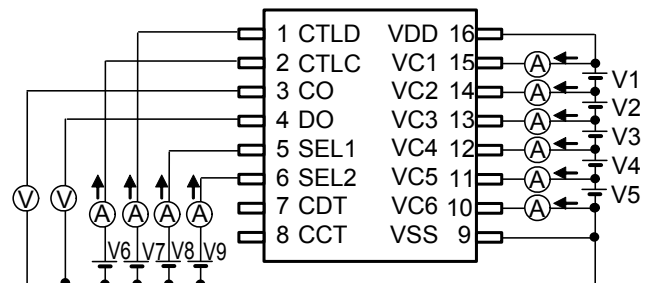 1 CTLD VDD 16
2 CTLC VC1 15
3 CO VC2 14
4 DO VC3 13
5 SEL1 VC4 12
6 SEL2 VC5 11
7 CDT VC6 10
8 CCT VSS 9
A
V1
A
V2
A
V3
A
V4
A
V5
A
V V A A A A
V6 V7 V8 V9